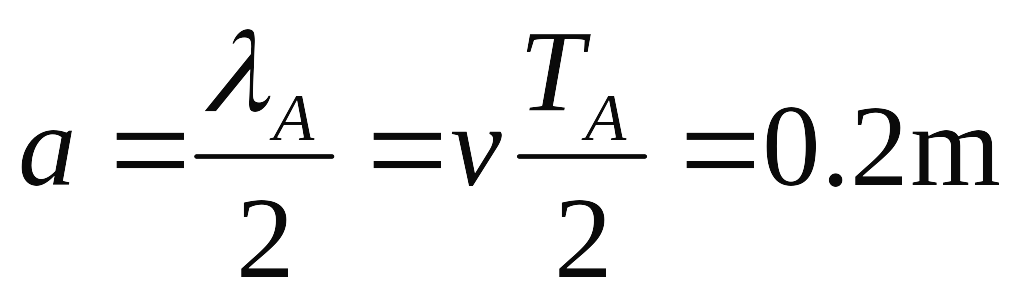 a = λ_A/2 = v T_A/2 = 0.2m